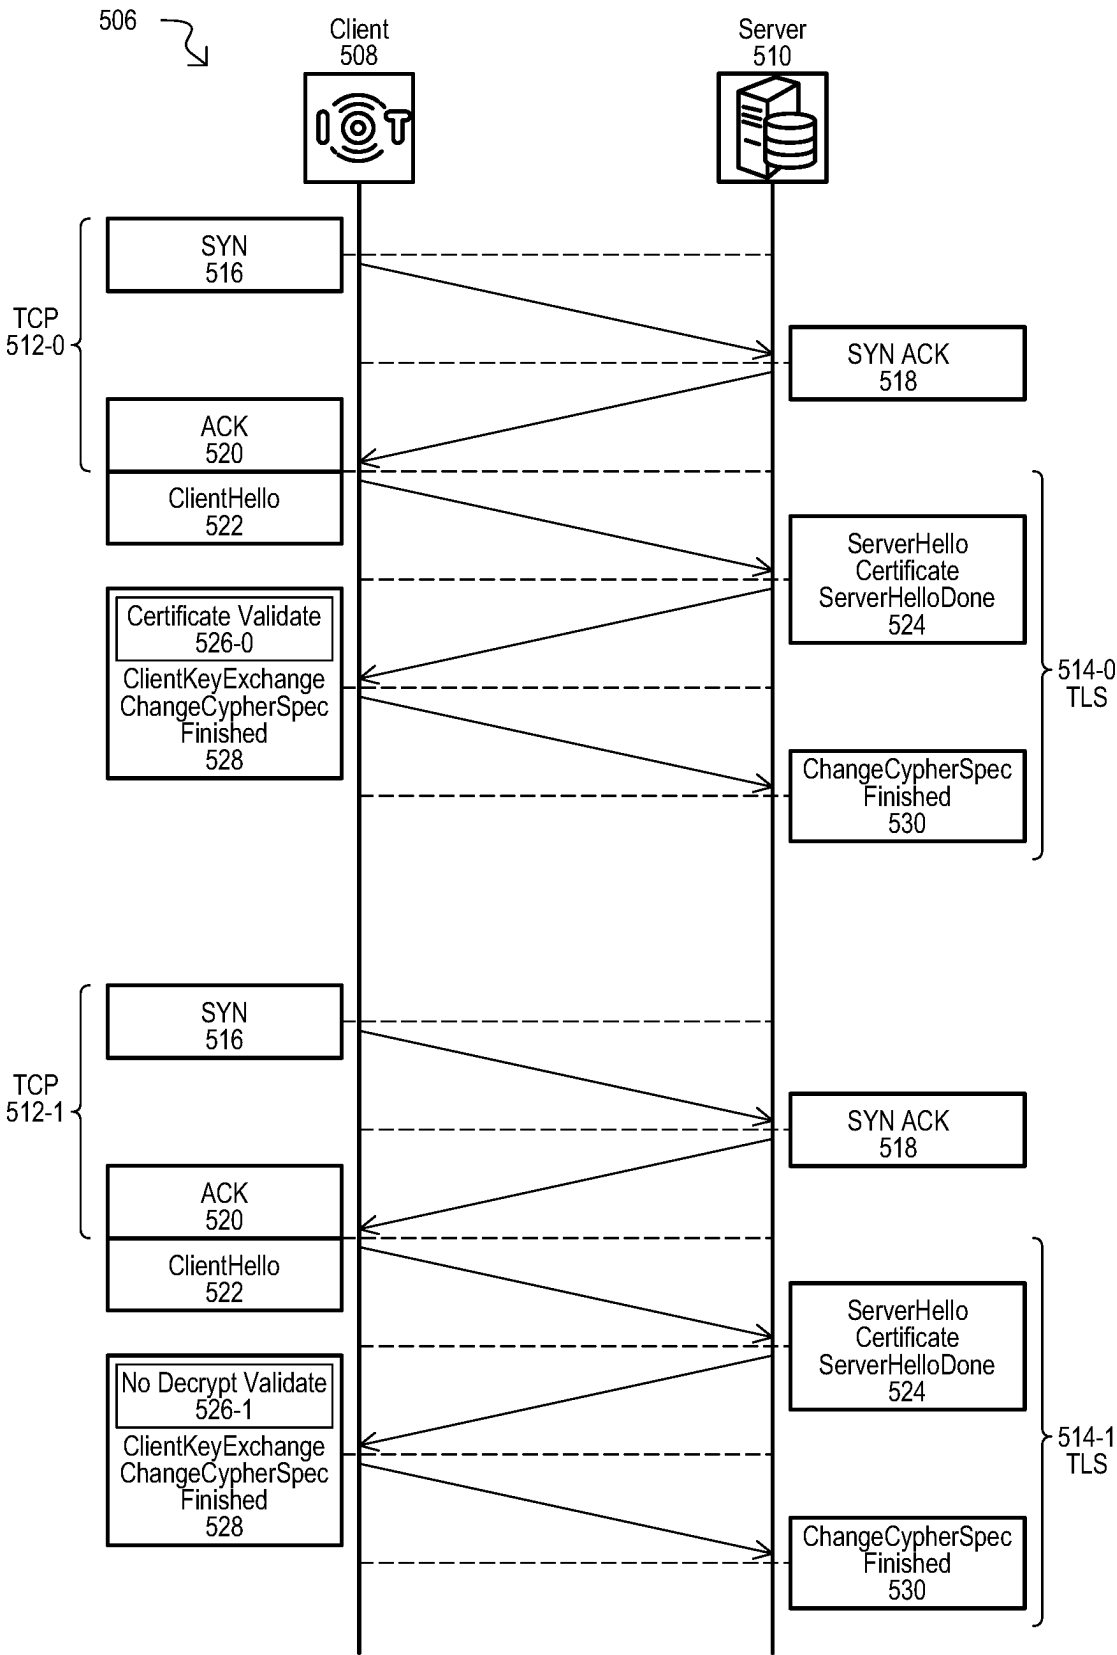 506
Client
508
Server
510
I T
SYN
516
TCP
512-0
SYN ACK
518
ACK
520
ClientHello
522
ServerHello
Certificate
ServerHelloDone
524
Certificate Validate
526-0
ClientKeyExchange
ChangeCypherSpec
Finished
528
514-0
TLS
ChangeCypherSpec
Finished
530
SYN
516
TCP
512-1
SYN ACK
518
ACK
520
ClientHello
522
ServerHello
Certificate
ServerHelloDone
524
No Decrypt Validate
526-1
ClientKeyExchange
ChangeCypherSpec
Finished
528
514-1
TLS
ChangeCypherSpec
Finished
530